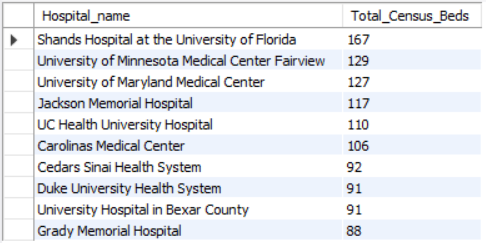 Hospital_name Total_Census_Beds
Shands Hospital at the University of Florida 167
University of Minnesota Medical Center Fairview 129
University of Maryland Medical Center 127
Jackson Memorial Hospital 117
UC Health University Hospital 110
Carolinas Medical Center 106
Cedars Sinai Health System 92
Duke University Health System 91
University Hospital in Bexar County 91
Grady Memorial Hospital 88